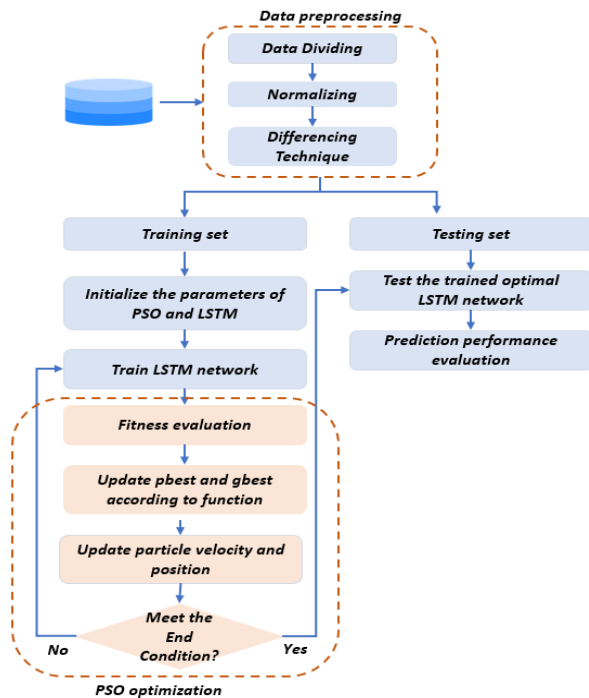 Data preprocessing
Data Dividing
Normalizing
Differencing
Technique
Training set
Testing set
Initialize the parameters of
PSO and LSTM
Test the trained optimal
LSTM network
Train LSTM network
Prediction performance
evaluation
Fitness evaluation
Update pbest and gbest
according to function
Update particle velocity and
position
Meet the
End
Condition?
No
Yes
PSO optimization